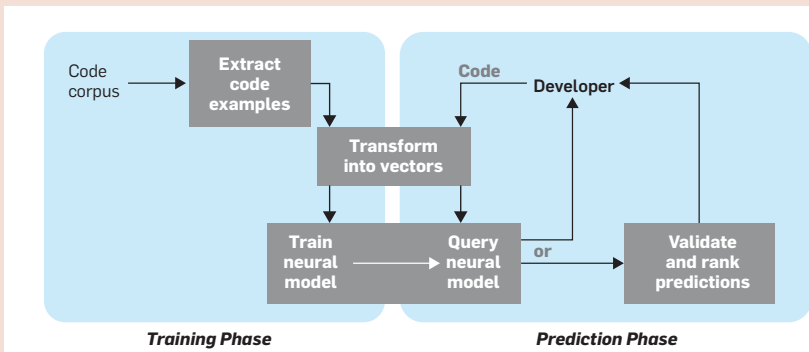 Code
corpus
Extract
code
examples
Code
Developer
Transform
into vectors
Train
neural
model
Query
neural
model
or
Validate
and rank
predictions
Training Phase
Prediction Phase